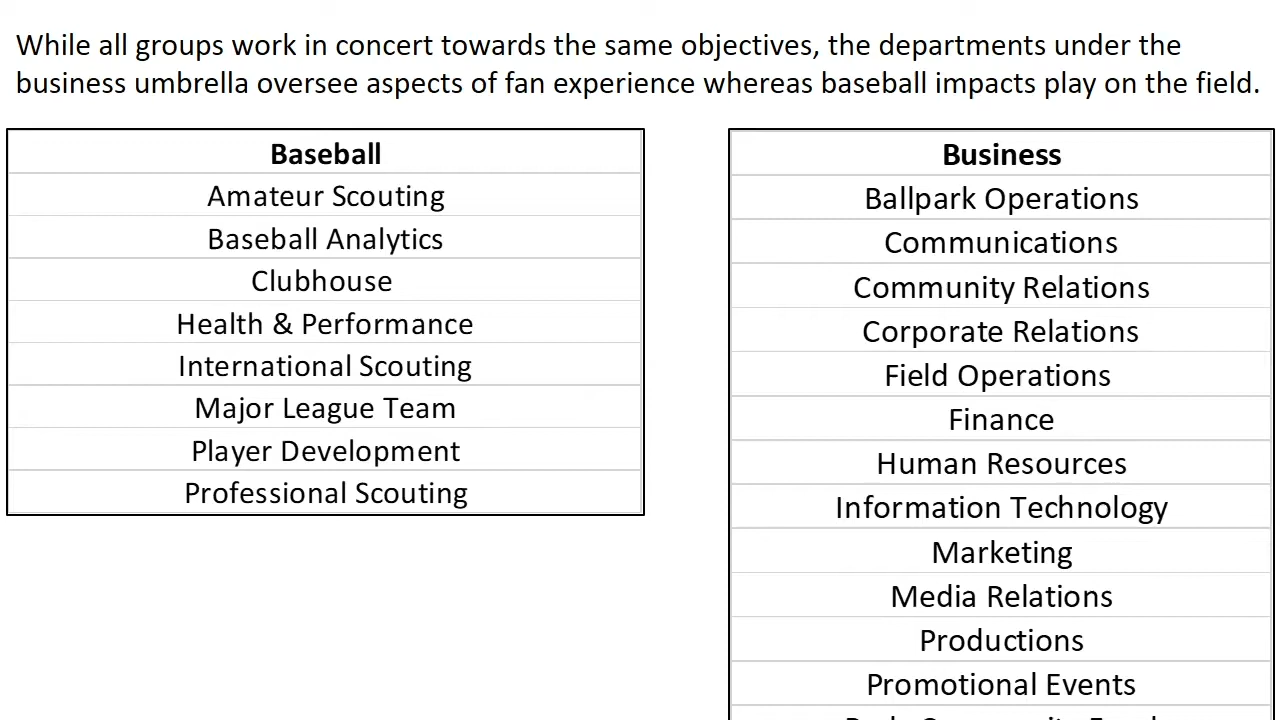 While all groups work in concert towards the same objectives, the departments under the
business umbrella oversee aspects of fan experience whereas baseball impacts play on the field.
Baseball
Amateur Scouting
Baseball Analytics
Clubhouse
Health & Performance
International Scouting
Major League Team
Player Development
Professional Scouting
Business
Ballpark Operations
Communications
Community Relations
Corporate Relations
Field Operations
Finance
Human Resources
Information Technology
Marketing
Media Relations
Productions
Promotional Events